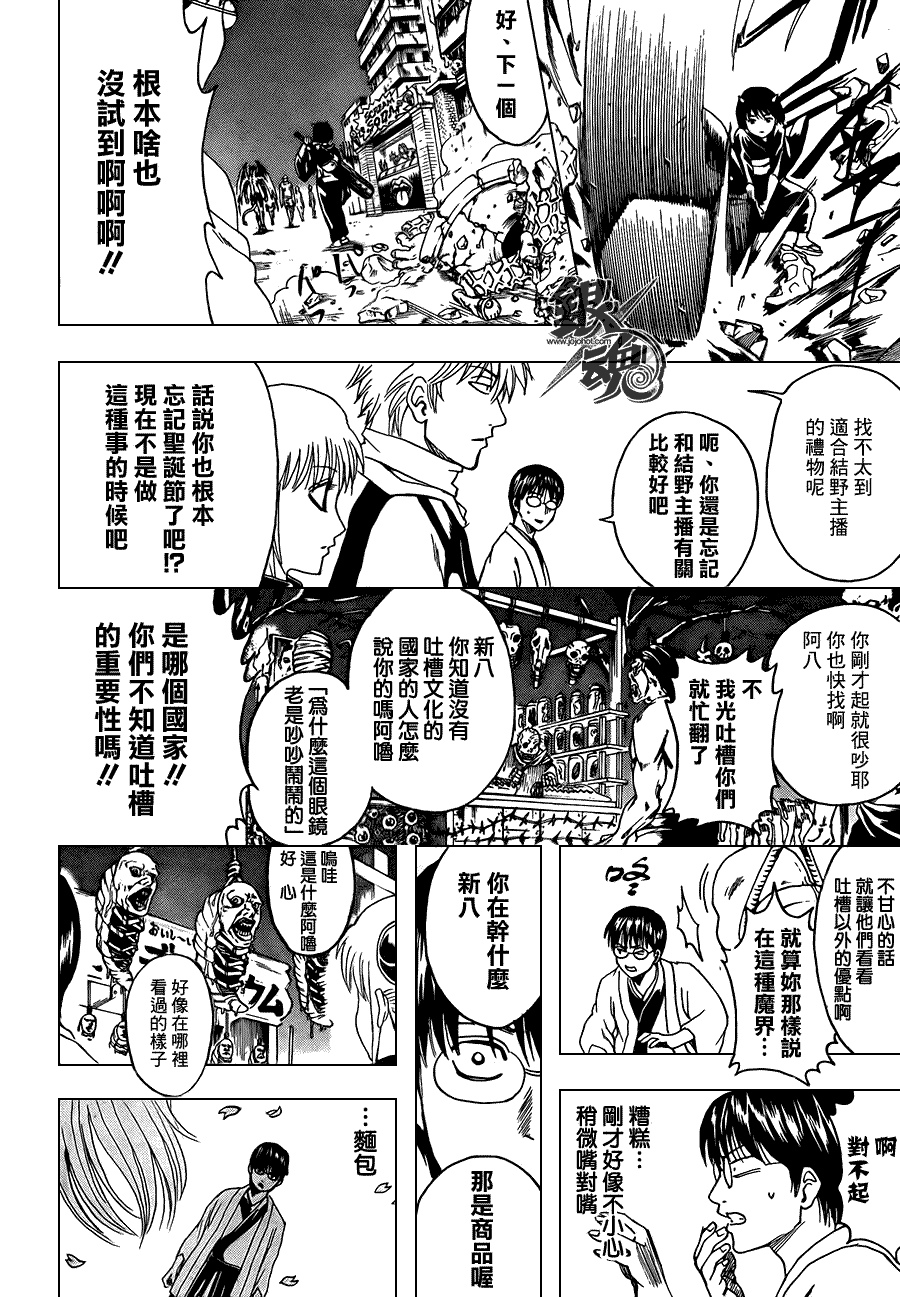 好、下一個
根本啥也
沒試到啊啊啊!!
SODA
銀魂
www.jojohot.com
找不太到
適合結野主播
的禮物呢
呃、你還是忘記
和結野主播有關
比較好吧
話說你也根本
忘記聖誕節了吧!?
現在不是做
這種事的時候吧
你剛才起就很吵耶
你也快找啊
阿八
不
我光吐槽你們
就忙翻了
新八
你知道沒有
吐槽文化的
國家的人怎麼
說你的嗎阿嚕
「為什麼這個眼鏡
老是吵吵鬧鬧的」
是哪個國家!!
你們不知道吐槽
的重要性嗎!!
不甘心的話
就讓他們看看
吐槽以外的優點啊
就算妳那樣說
在這種魔界…
你在幹什麼
新八
那是商品喔
嗚哇
這是什麼阿嚕
好心
おいし〜い
ガム
好像在哪裡
看過的樣子
啊
對不起
糟糕…
剛才好像不小心
稍微嘴對嘴
…麵包